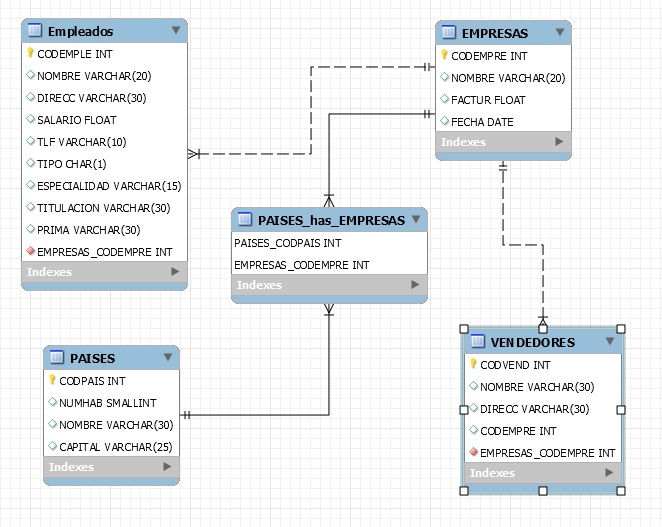 Empleados
CODEMPLE INT
NOMBRE VARCHAR(20)
DIRECC VARCHAR(30)
SALARIO FLOAT
TLF VARCHAR(10)
TIPO CHAR(1)
ESPECIALIDAD VARCHAR(15)
TITULACION VARCHAR(30)
PRIMA VARCHAR(30)
EMPRESAS_CODEMPRE INT
Indexes
EMPRESAS
CODEMPRE INT
NOMBRE VARCHAR(20)
FACTUR FLOAT
FECHA DATE
Indexes
PAISES_has_EMPRESAS
PAISES_CODPAIS INT
EMPRESAS_CODEMPRE INT
Indexes
PAISES
CODPAIS INT
NUMHAB SMALLINT
NOMBRE VARCHAR(30)
CAPITAL VARCHAR(25)
Indexes
VENDEDORES
CODVEND INT
NOMBRE VARCHAR(30)
DIRECC VARCHAR(30)
CODEMPRE INT
EMPRESAS_CODEMPRE INT
Indexes